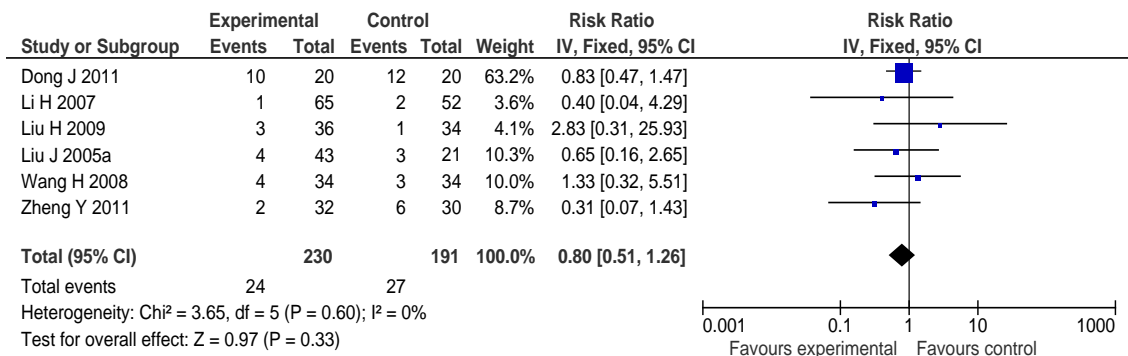 Experimental Control Risk Ratio Risk Ratio
Study or Subgroup Events Total Events Total Weight IV, Fixed, 95% CI IV, Fixed, 95% CI
Dong J 2011 10 20 12 20 63.2% 0.83 [0.47, 1.47]
Li H 2007 1 65 2 52 3.6% 0.40 [0.04, 4.29]
Liu H 2009 3 36 1 34 4.1% 2.83 [0.31, 25.93]
Liu J 2005a 4 43 3 21 10.3% 0.65 [0.16, 2.65]
Wang H 2008 4 34 3 34 10.0% 1.33 [0.32, 5.51]
Zheng Y 2011 2 32 6 30 8.7% 0.31 [0.07, 1.43]
Total (95% CI) 230 191 100.0% 0.80 [0.51, 1.26]
Total events 24 27
Heterogeneity: Chi² = 3.65, df = 5 (P = 0.60); I² = 0%
Test for overall effect: Z = 0.97 (P = 0.33)
0.001 0.1 1 10 1000
Favours experimental Favours control